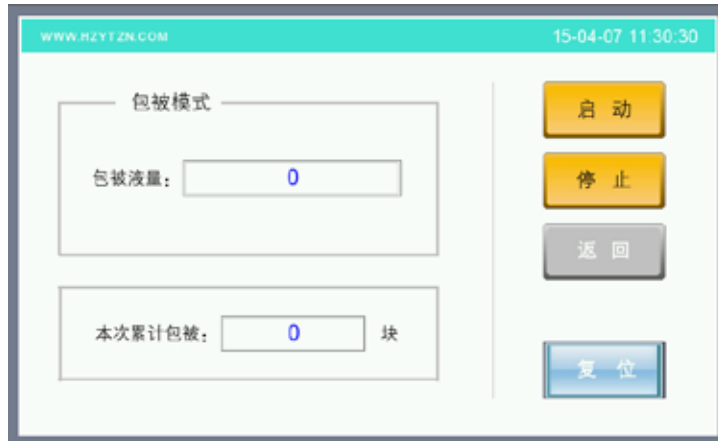 WWW.HZYTZN.COM 15-04-07 11:30:30
包被模式
包被液量： 0
本次累计包被： 0 块
启 动
停 止
返 回
复 位